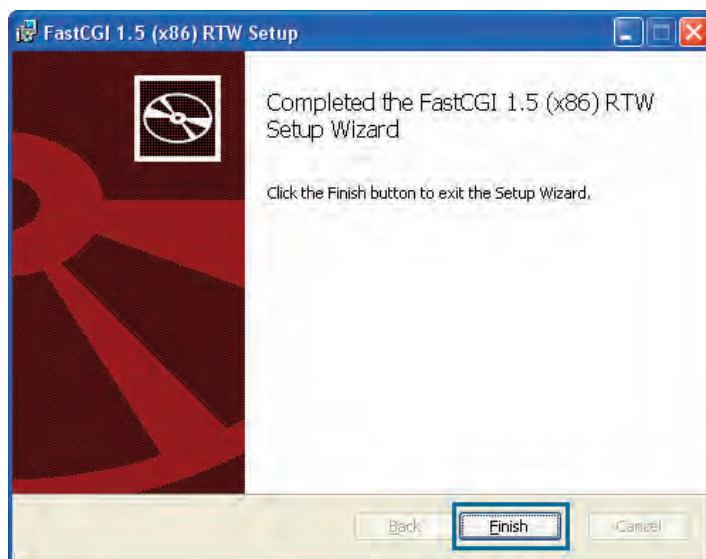 FastCGI 1.5 (x86) RTW Setup
Completed the FastCGI 1.5 (x86) RTW
Setup Wizard
Click the Finish button to exit the Setup Wizard.
Back Finish Cancel